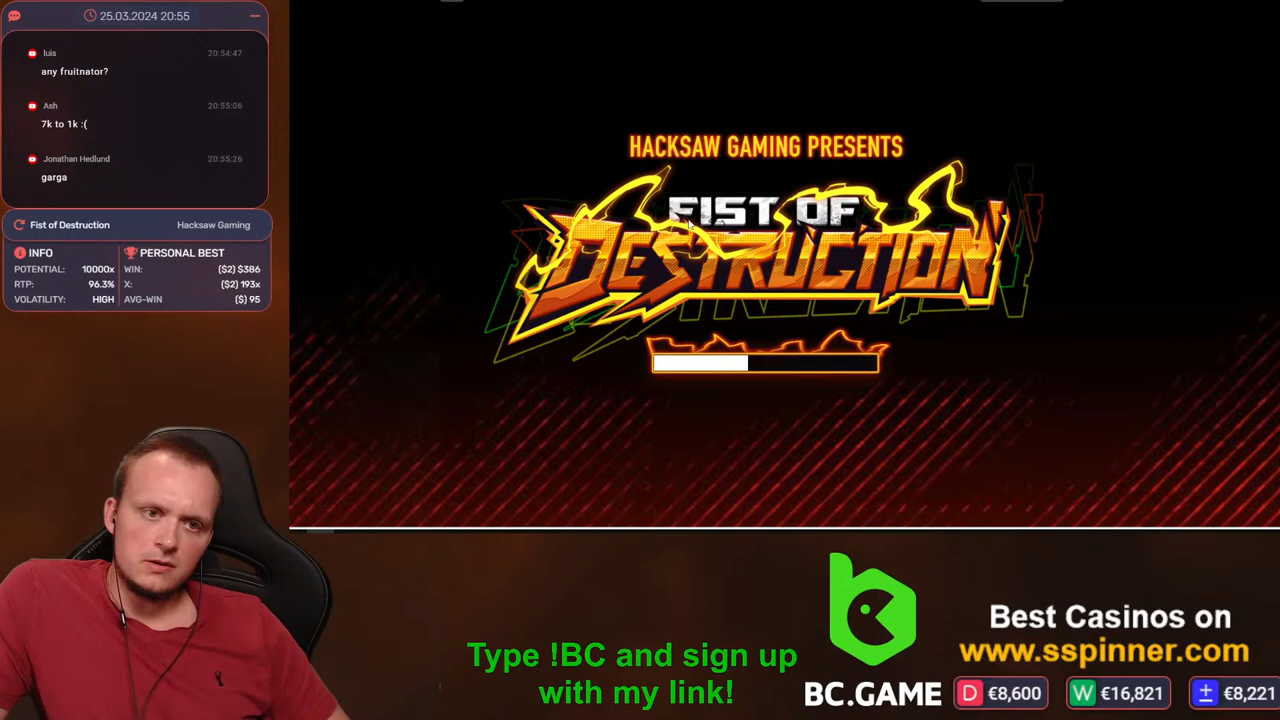 25.03.2024 20:55
luis 20:54:47
any fruitnator?
Ash 20:55:06
7k to 1k :(
Jonathan Hedlund 20:55:26
garga
Fist of Destruction Hacksaw Gaming
INFO
POTENTIAL: 10000x
RTP: 96.3%
VOLATILITY: HIGH
PERSONAL BEST
WIN: ($2) $386
X: ($2) 193x
AVG-WIN ($) 95
HACKSAW GAMING PRESENTS
FIST OF
DESTRUCTION
Type !BC and sign up
with my link!
BC.GAME
Best Casinos on
www.sspinner.com
D €8,600 W €16,821 ± €8,221